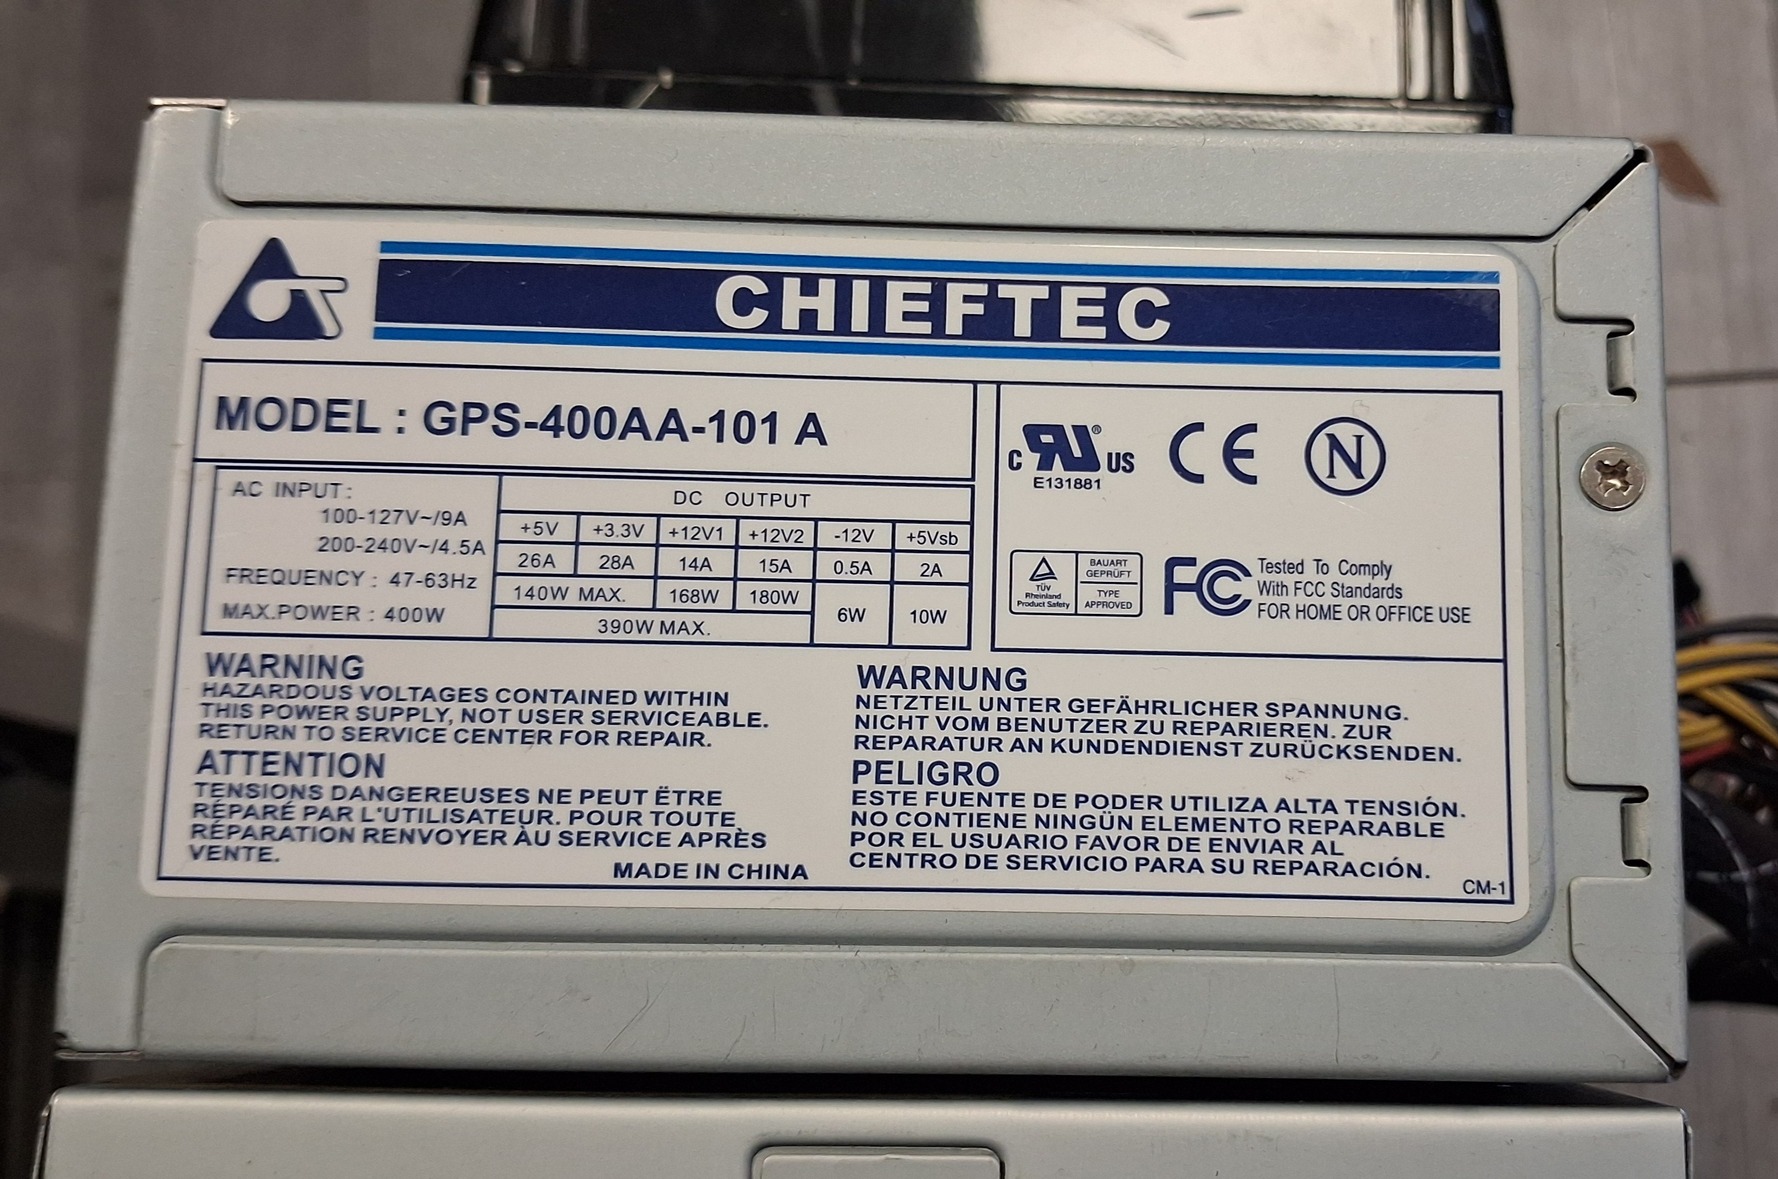 CHIEFTEC
MODEL : GPS-400AA-101 A
AC INPUT :
100-127V~/9A
200-240V~/4.5A
FREQUENCY : 47-63Hz
MAX.POWER : 400W
DC OUTPUT
+5V +3.3V +12V1 +12V2 -12V +5Vsb
26A 28A 14A 15A 0.5A 2A
140W MAX. 168W 180W 6W 10W
390W MAX.
c RU® US
E131881
CE
N
TÜV
Rheinland
Product Safety
BAUART
GEPRÜFT
TYPE
APPROVED
FC
Tested To Comply
With FCC Standards
FOR HOME OR OFFICE USE
WARNING
HAZARDOUS VOLTAGES CONTAINED WITHIN
THIS POWER SUPPLY, NOT USER SERVICEABLE.
RETURN TO SERVICE CENTER FOR REPAIR.
ATTENTION
TENSIONS DANGEREUSES NE PEUT ËTRE
RÉPARÉ PAR L'UTILISATEUR. POUR TOUTE
RÉPARATION RENVOYER ÀU SERVICE APRÈS
VENTE.
MADE IN CHINA
WARNUNG
NETZTEIL UNTER GEFÄHRLICHER SPANNUNG.
NICHT VOM BENUTZER ZU REPARIEREN. ZUR
REPARATUR AN KUNDENDIENST ZURÜCKSENDEN.
PELIGRO
ESTE FUENTE DE PODER UTILIZA ALTA TENSIÓN.
NO CONTIENE NINGÚN ELEMENTO REPARABLE
POR EL USUARIO FAVOR DE ENVIAR AL
CENTRO DE SERVICIO PARA SU REPARACIÓN.
CM-1